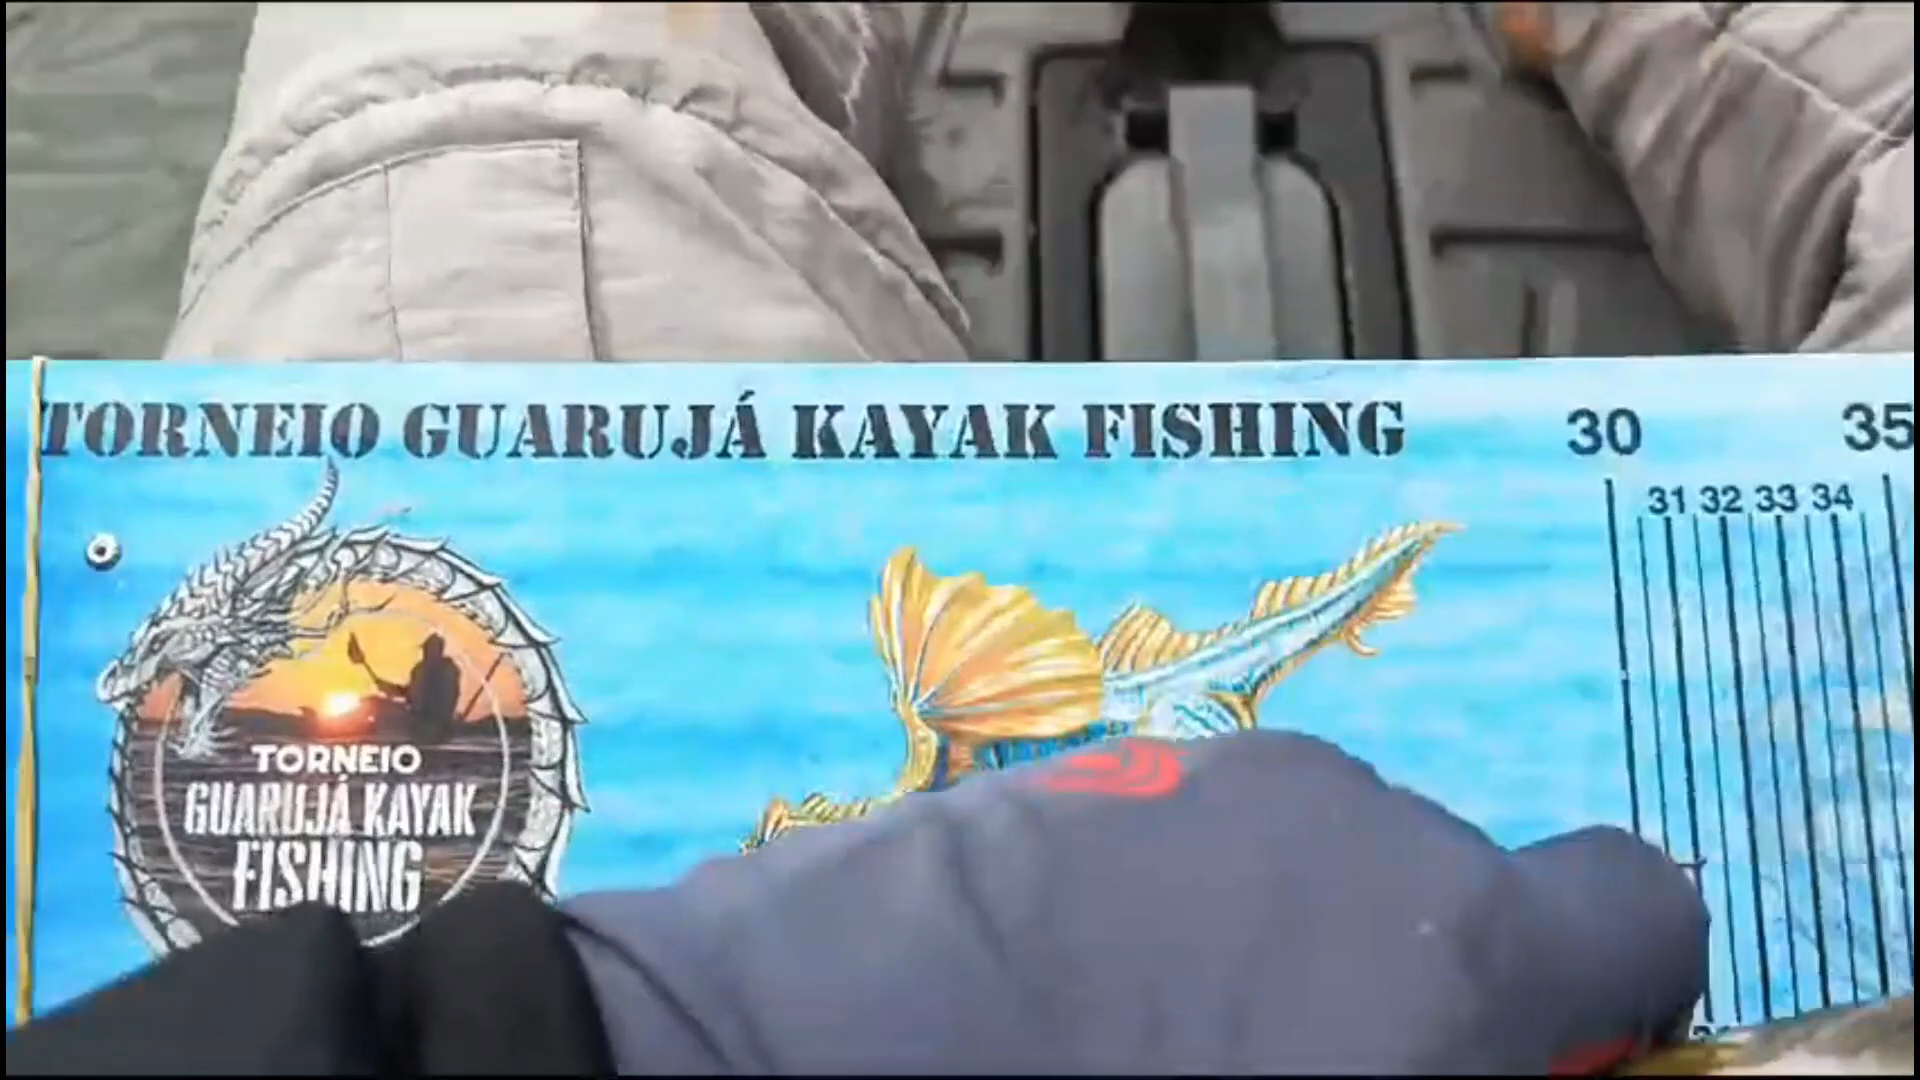 TORNEIO GUARUJÁ KAYAK FISHING
30 35
31 32 33 34
TORNEIO
GUARUJÁ KAYAK
FISHING